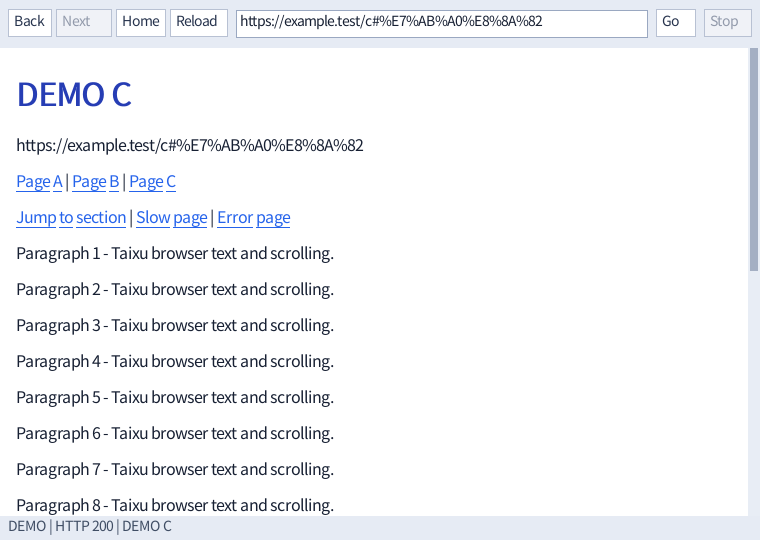 Back Next Home Reload https://example.test/c#%E7%AB%A0%E8%8A%82 Go Stop
DEMO C
https://example.test/c#%E7%AB%A0%E8%8A%82
Page A | Page B | Page C
Jump to section | Slow page | Error page
Paragraph 1 - Taixu browser text and scrolling.
Paragraph 2 - Taixu browser text and scrolling.
Paragraph 3 - Taixu browser text and scrolling.
Paragraph 4 - Taixu browser text and scrolling.
Paragraph 5 - Taixu browser text and scrolling.
Paragraph 6 - Taixu browser text and scrolling.
Paragraph 7 - Taixu browser text and scrolling.
Paragraph 8 - Taixu browser text and scrolling.
DEMO | HTTP 200 | DEMO C